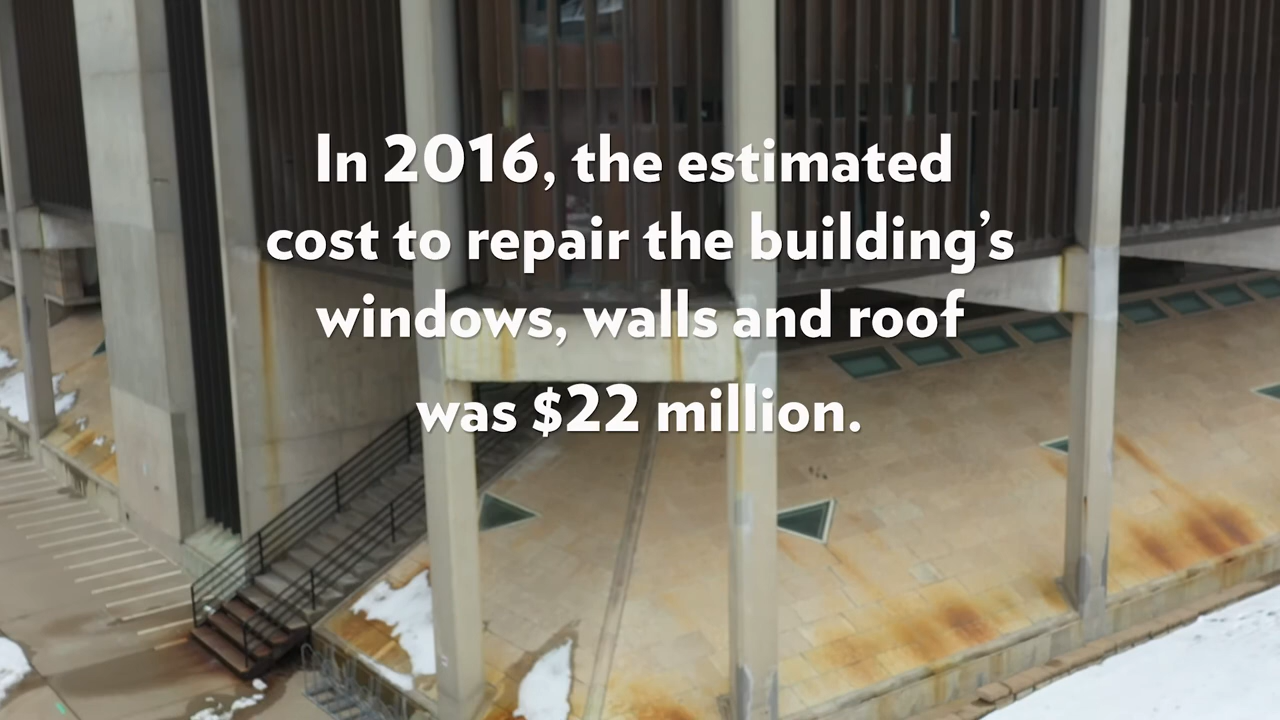 In 2016, the estimated
cost to repair the building’s
windows, walls and roof
was $22 million.